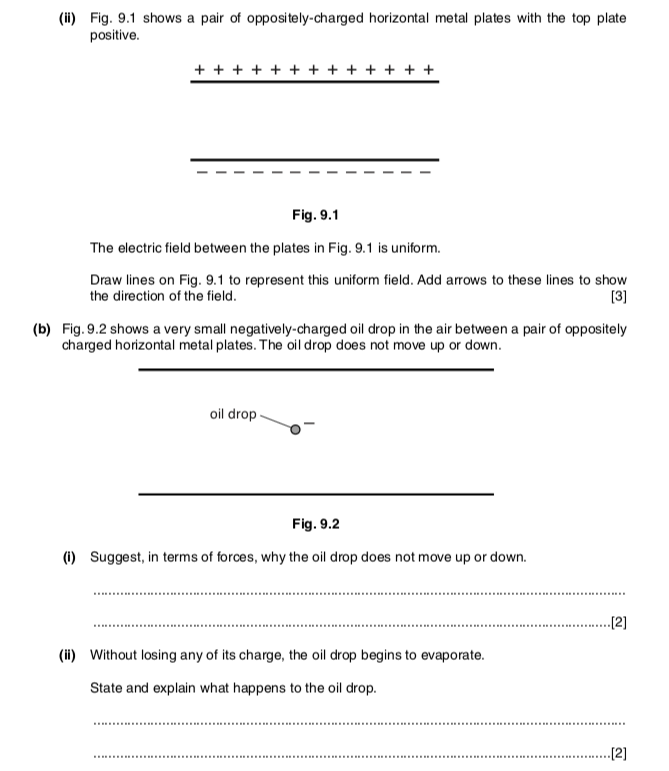 (ii) Fig. 9.1 shows a pair of oppositely-charged horizontal metal plates with the top plate
positive.
+ + + + + + + + + + + + +
– – – – – – – – – – – – –
Fig. 9.1
The electric field between the plates in Fig. 9.1 is uniform.
Draw lines on Fig. 9.1 to represent this uniform field. Add arrows to these lines to show
the direction of the field. [3]
(b) Fig. 9.2 shows a very small negatively-charged oil drop in the air between a pair of oppositely
charged horizontal metal plates. The oil drop does not move up or down.
oil drop –
Fig. 9.2
(i) Suggest, in terms of forces, why the oil drop does not move up or down.
[2]
(ii) Without losing any of its charge, the oil drop begins to evaporate.
State and explain what happens to the oil drop.
[2]